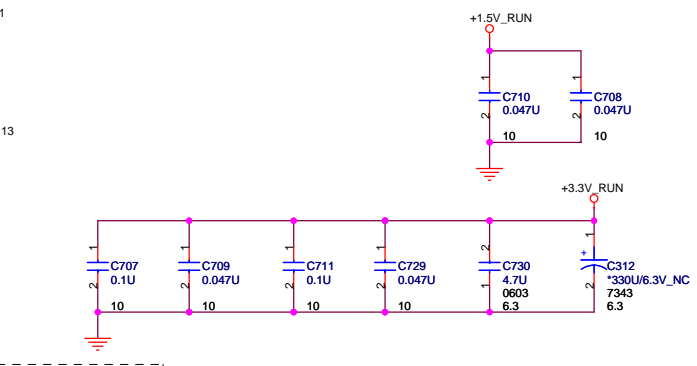 1
+1.5V_RUN
1
1
C710
C708
0.047U
0.047U
2
2
13
10
10
+3.3V_RUN
1
1
1
1
2
1
+
C707
C709
C711
C729
C730
C312
0.1U
0.047U
0.1U
0.047U
4.7U
*330U/6.3V_NC
2
2
2
2
1
2
0603
7343
10
10
10
10
6.3
6.3